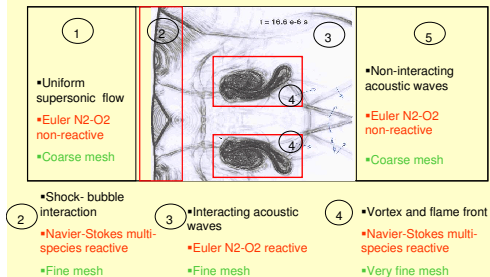 1
2
t = 16.6 e-6 s
3
5
▪Uniform
supersonic flow
▪Euler N2-O2
non-reactive
▪Coarse mesh
4
4
▪Non-interacting
acoustic waves
▪Euler N2-O2
non-reactive
▪Coarse mesh
2
▪Shock- bubble
interaction
▪Navier-Stokes multi-
species reactive
▪Fine mesh
3
▪Interacting acoustic
waves
▪Euler N2-O2 reactive
▪Fine mesh
4
▪Vortex and flame front
▪Navier-Stokes multi-
species reactive
▪Very fine mesh